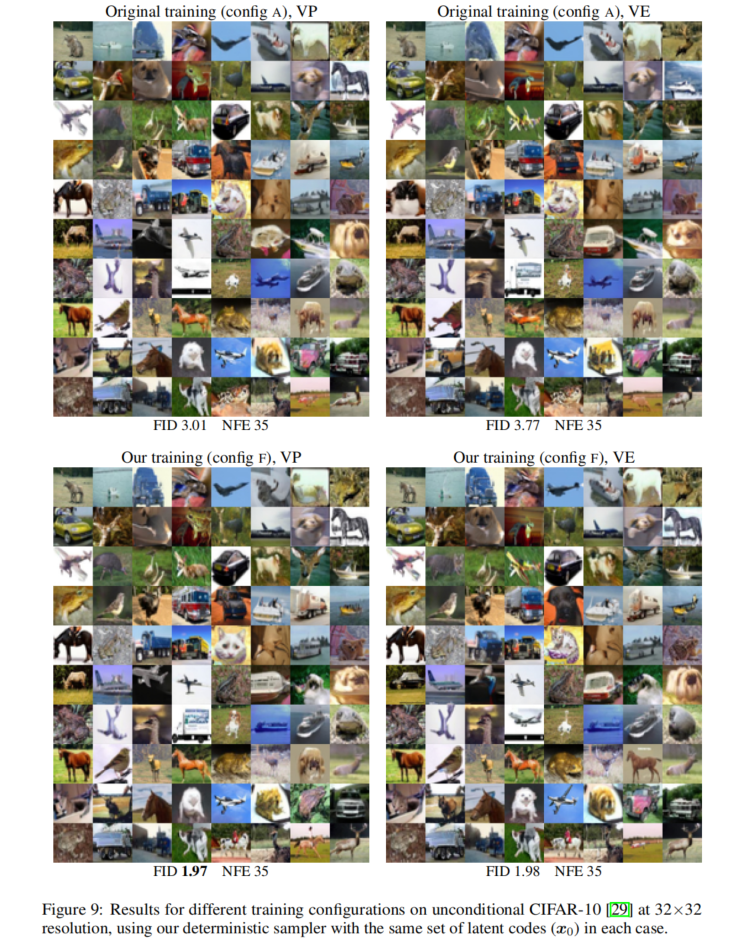 Original training (config A), VP
Original training (config A), VE
FID 3.01 NFE 35
FID 3.77 NFE 35
Our training (config F), VP
Our training (config F), VE
FID 1.97 NFE 35
FID 1.98 NFE 35
Figure 9: Results for different training configurations on unconditional CIFAR-10 [29] at 32×32
resolution, using our deterministic sampler with the same set of latent codes (x₀) in each case.